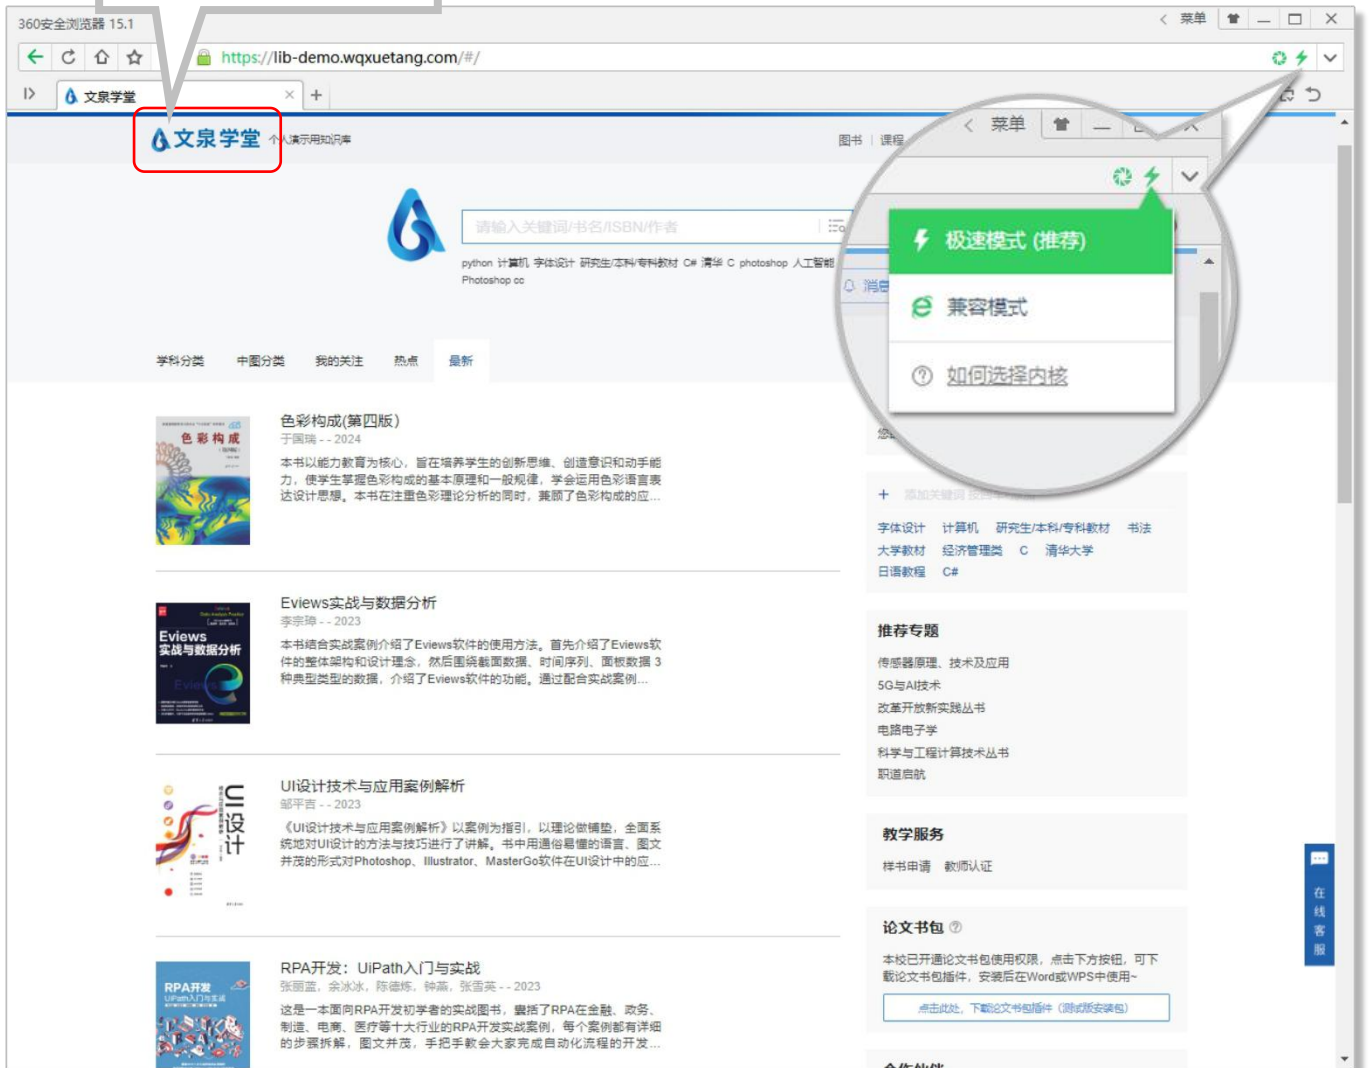 360安全浏览器 15.1
菜单
https://lib-demo.wqxuetang.com/#/
文泉学堂
文泉学堂 个人演示用知识库
图书 | 课程
菜单
极速模式 (推荐)
兼容模式
如何选择内核
请输入关键词/书名/ISBN/作者
python 计算机 字体设计 研究生/本科/专科教材 C# 清华 C photoshop 人工智能
Photoshop cc
消息
学科分类 中图分类 我的关注 热点 最新
色彩构成
色彩构成(第四版)
于国瑞 - - 2024
本书以能力教育为核心，旨在培养学生的创新思维、创造意识和动手能
力，使学生掌握色彩构成的基本原理和一般规律，学会运用色彩语言表
达设计思想。本书在注重色彩理论分析的同时，兼顾了色彩构成的应...
Eviews
实战与数据分析
Eviews实战与数据分析
李宗璋 - - 2023
本书结合实战案例介绍了Eviews软件的使用方法。首先介绍了Eviews软
件的整体架构和设计理念，然后围绕截面数据、时间序列、面板数据 3
种典型类型的数据，介绍了Eviews软件的功能。通过配合实战案例...
UI设计
UI设计技术与应用案例解析
邹平吉 - - 2023
《UI设计技术与应用案例解析》以案例为指引，以理论做铺垫，全面系
统地对UI设计的方法与技巧进行了讲解。书中用通俗易懂的语言、图文
并茂的形式对Photoshop、Illustrator、MasterGo软件在UI设计中的应...
RPA开发
UiPath入门与实战
RPA开发：UiPath入门与实战
张丽蓝，余冰冰，陈德炼，钟燕，张雪英 - - 2023
这是一本面向RPA开发初学者的实战图书，囊括了RPA在金融、政务、
制造、电商、医疗等十大行业的RPA开发实战案例，每个案例都有详细
的步骤拆解，图文并茂，手把手教会大家完成自动化流程的开发...
+ 添加关键词
字体设计 计算机 研究生/本科/专科教材 书法
大学教材 经济管理类 C 清华大学
日语教程 C#
推荐专题
传感器原理、技术及应用
5G与AI技术
改革开放新实践丛书
电路电子学
科学与工程计算技术丛书
职道启航
教学服务
样书申请 教师认证
论文书包
本校已开通论文书包使用权限，点击下方按钮，可下
载论文书包插件，安装后在Word或WPS中使用~
点击此处，下载论文书包插件（测试版安装包）
合作伙伴
在线客服